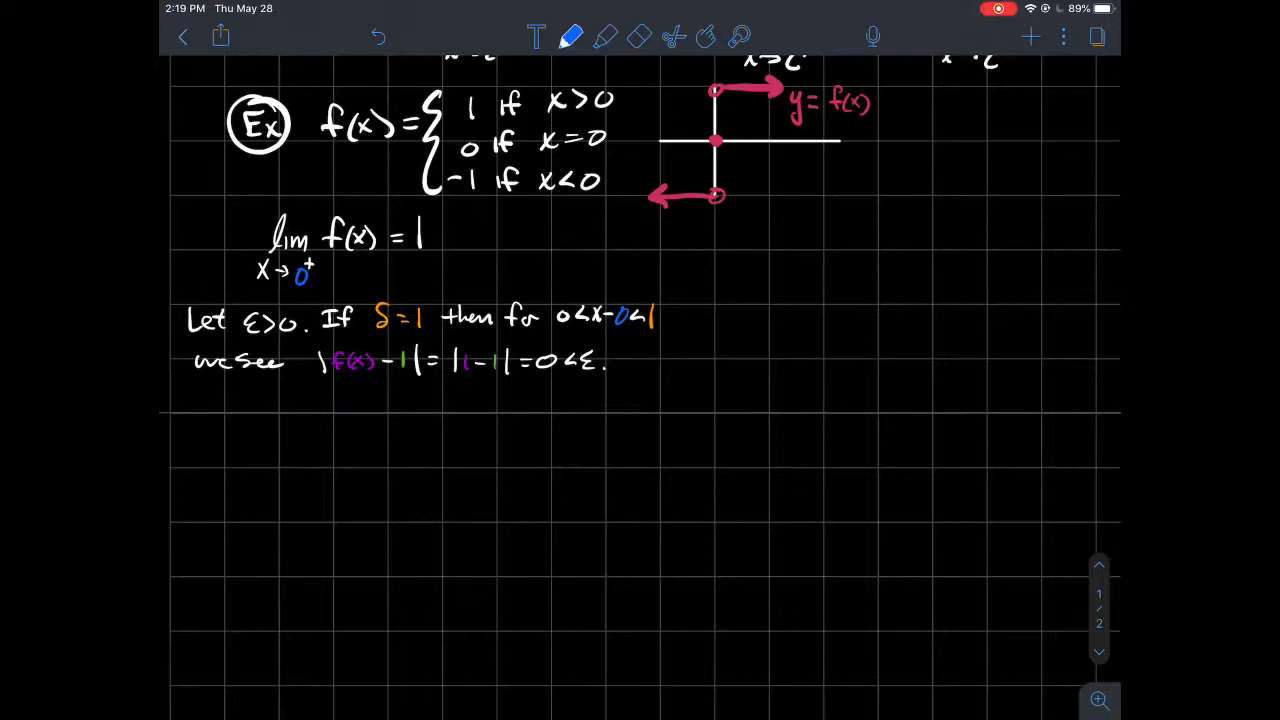 2:19 PM Thu May 28
89%
T
Ex f(x) = { 1 if x > 0
0 if x = 0
-1 if x < 0
y = f(x)
lim f(x) = 1
x → 0⁺
Let ε > 0. If δ = 1 then for 0 < x - 0 < 1
we see | f(x) - 1 | = | 1 - 1 | = 0 < ε.
1
/
2